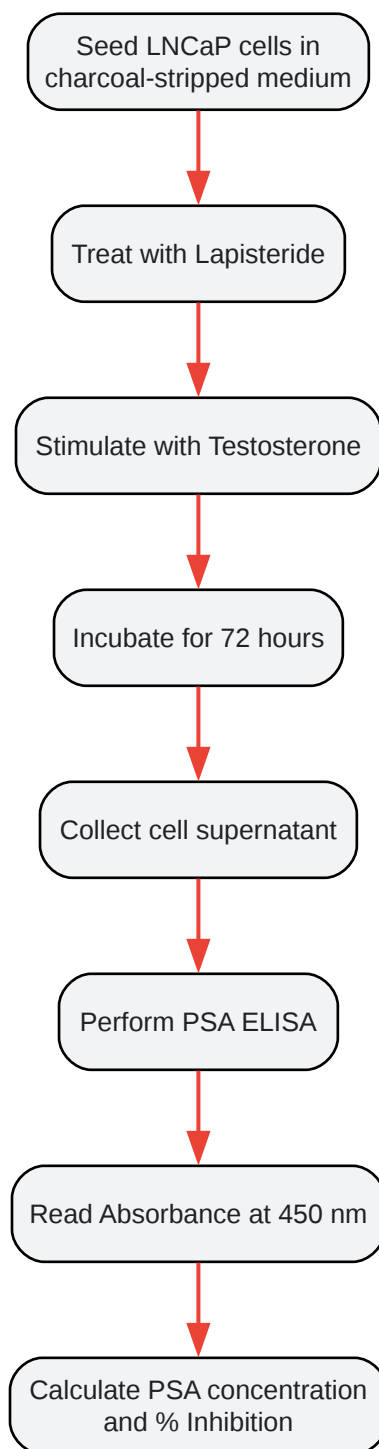 Seed LNCaP cells in
charcoal-stripped medium
Treat with Lapisteride
Stimulate with Testosterone
Incubate for 72 hours
Collect cell supernatant
Perform PSA ELISA
Read Absorbance at 450 nm
Calculate PSA concentration
and % Inhibition